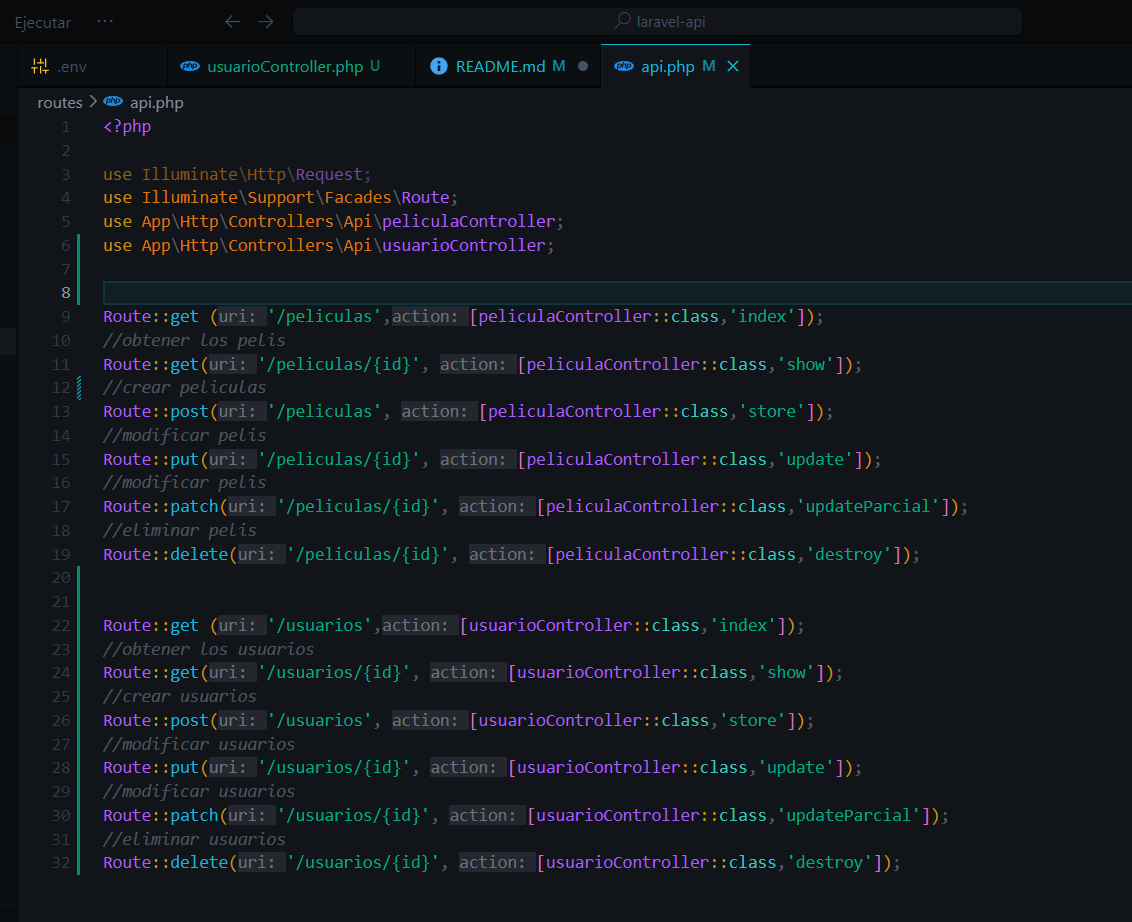 Ejecutar ···
laravel-api
.env
php usuarioController.php U
README.md M
php api.php M
routes > php api.php
1 <?php
2
3 use Illuminate\Http\Request;
4 use Illuminate\Support\Facades\Route;
5 use App\Http\Controllers\Api\peliculaController;
6 use App\Http\Controllers\Api\usuarioController;
7
8
9 Route::get (uri: '/peliculas',action: [peliculaController::class,'index']);
10 //obtener los pelis
11 Route::get(uri: '/peliculas/{id}', action: [peliculaController::class,'show']);
12 //crear peliculas
13 Route::post(uri: '/peliculas', action: [peliculaController::class,'store']);
14 //modificar pelis
15 Route::put(uri: '/peliculas/{id}', action: [peliculaController::class,'update']);
16 //modificar pelis
17 Route::patch(uri: '/peliculas/{id}', action: [peliculaController::class,'updateParcial']);
18 //eliminar pelis
19 Route::delete(uri: '/peliculas/{id}', action: [peliculaController::class,'destroy']);
20
21
22 Route::get (uri: '/usuarios',action: [usuarioController::class,'index']);
23 //obtener los usuarios
24 Route::get(uri: '/usuarios/{id}', action: [usuarioController::class,'show']);
25 //crear usuarios
26 Route::post(uri: '/usuarios', action: [usuarioController::class,'store']);
27 //modificar usuarios
28 Route::put(uri: '/usuarios/{id}', action: [usuarioController::class,'update']);
29 //modificar usuarios
30 Route::patch(uri: '/usuarios/{id}', action: [usuarioController::class,'updateParcial']);
31 //eliminar usuarios
32 Route::delete(uri: '/usuarios/{id}', action: [usuarioController::class,'destroy']);